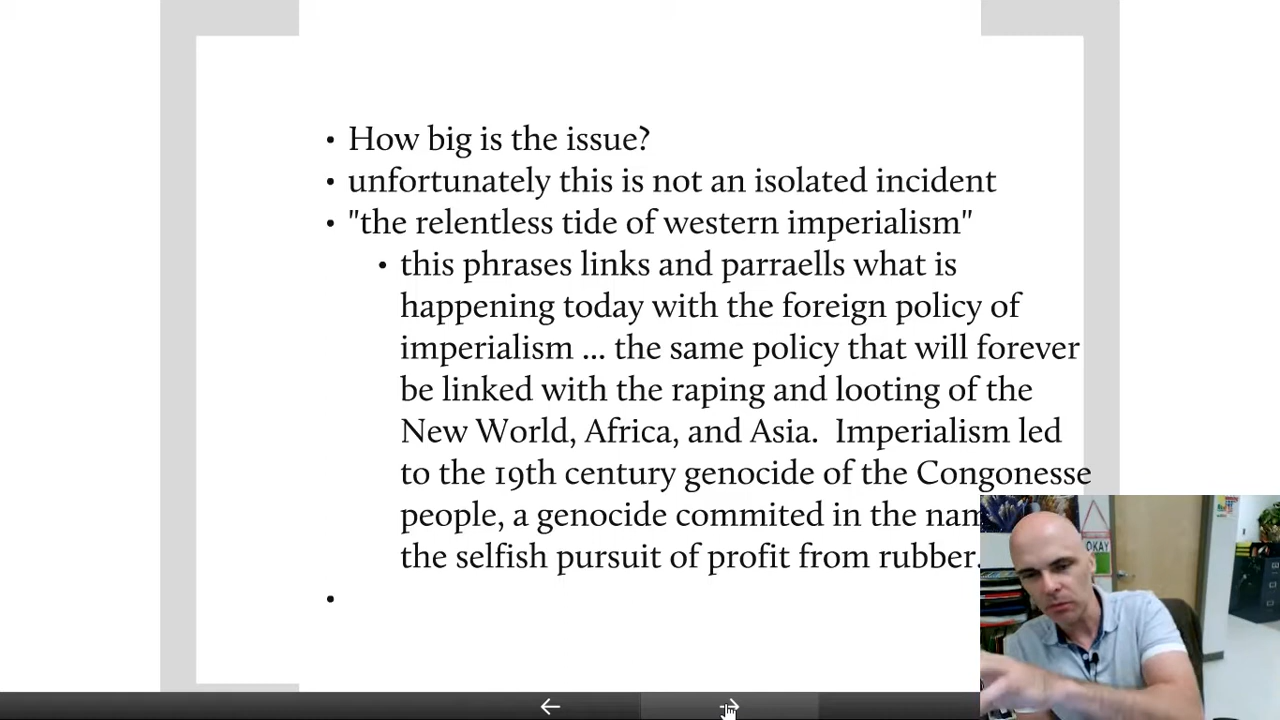 • How big is the issue?
• unfortunately this is not an isolated incident
• "the relentless tide of western imperialism"
• this phrases links and parraells what is
happening today with the foreign policy of
imperialism ... the same policy that will forever
be linked with the raping and looting of the
New World, Africa, and Asia.  Imperialism led
to the 19th century genocide of the Congonesse
people, a genocide commited in the
the selfish pursuit of profit from rubber.
•
OKAY